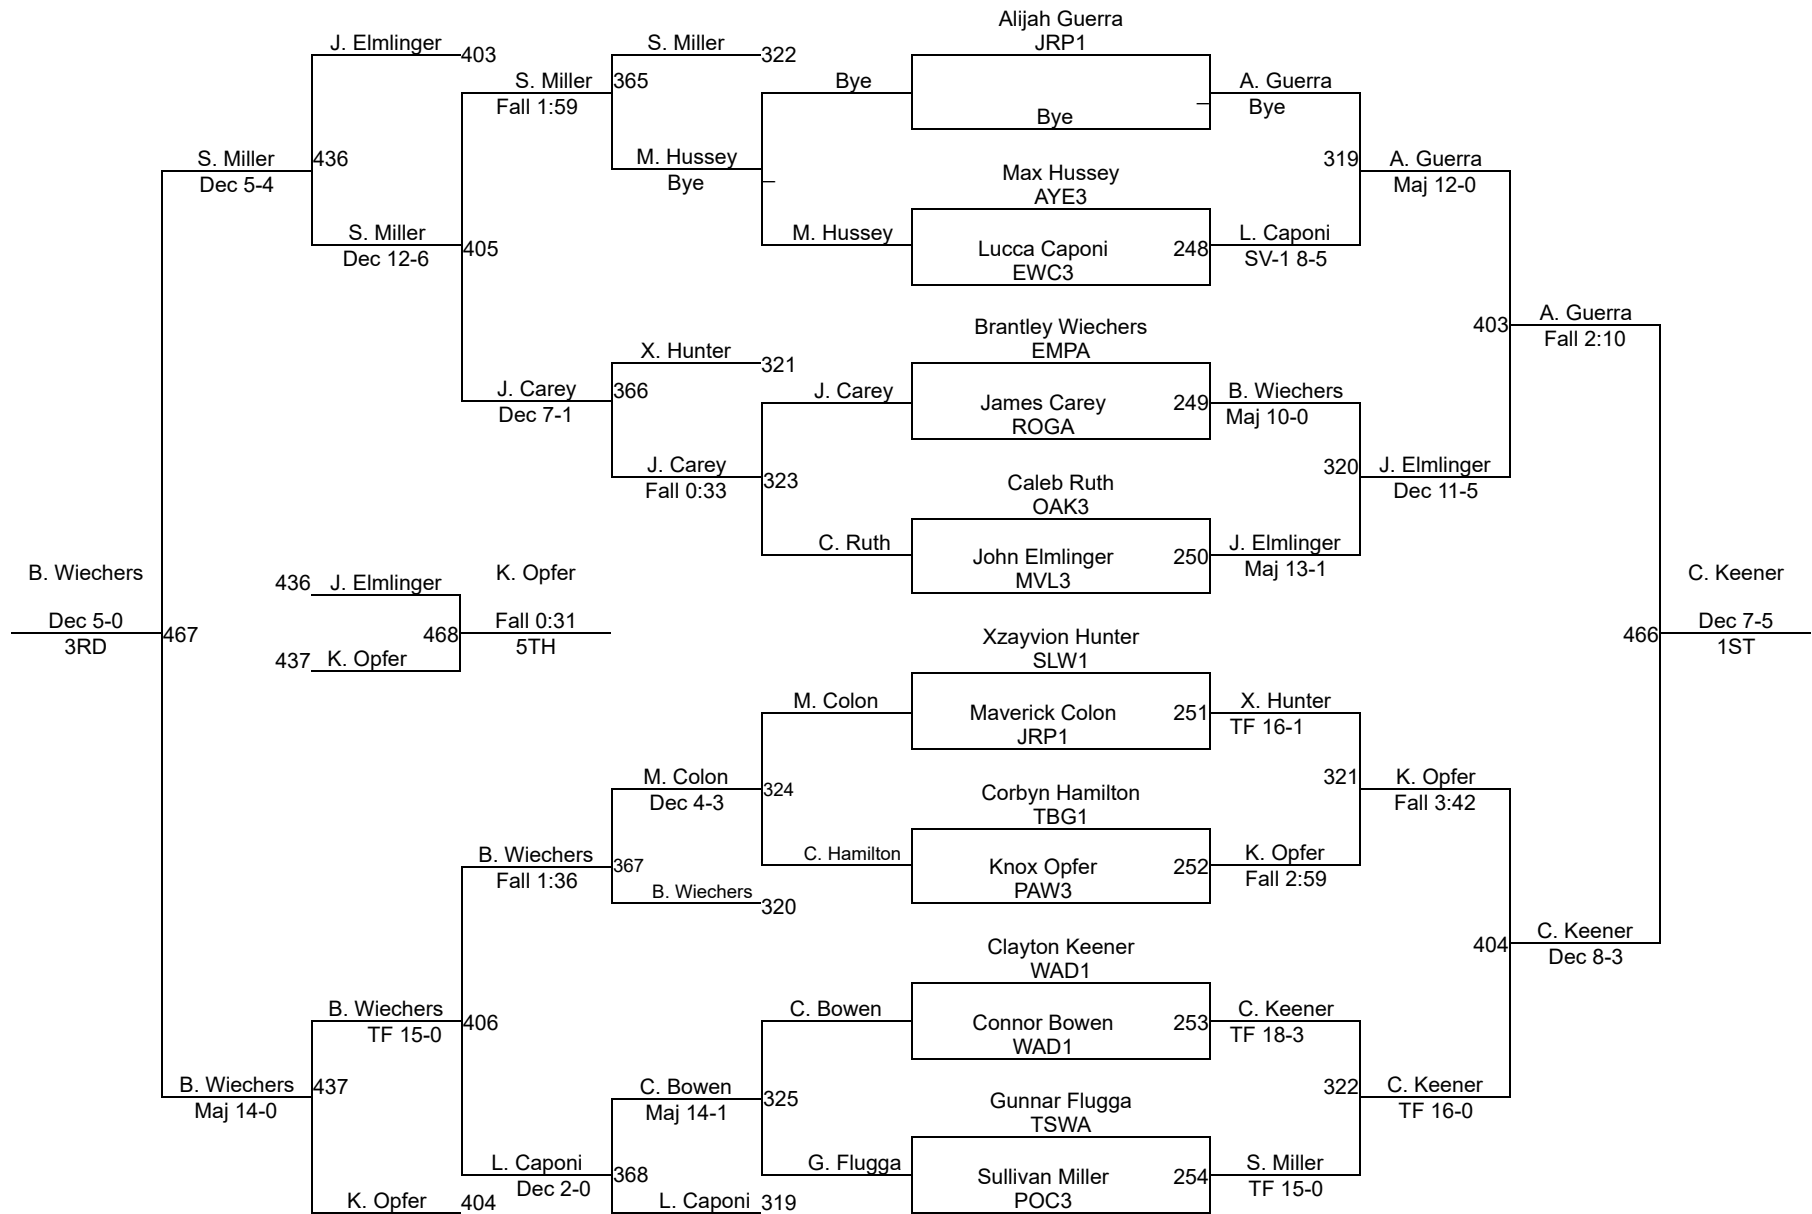 Alijah Guerra
J. Elmlinger
403
S. Miller
322
JRP1
S. Miller
365
Bye
A. Guerra
Fall 1:59
Bye
_
Bye
S. Miller
436
M. Hussey
Max Hussey
319
A. Guerra
Dec 5-4
Bye
_
AYE3
Maj 12-0
S. Miller
405
M. Hussey
Lucca Caponi
248
L. Caponi
Dec 12-6
EWC3
SV-1 8-5
Brantley Wiechers
403
A. Guerra
X. Hunter
321
EMPA
Fall 2:10
J. Carey
366
J. Carey
James Carey
249
B. Wiechers
Dec 7-1
ROGA
Maj 10-0
J. Carey
323
Caleb Ruth
320
J. Elmlinger
Fall 0:33
OAK3
Dec 11-5
C. Ruth
John Elmlinger
250
J. Elmlinger
MVL3
Maj 13-1
B. Wiechers
436
J. Elmlinger
K. Opfer
C. Keener
Dec 5-0
467
468
Fall 0:31
466
Dec 7-5
3RD
5TH
1ST
437
K. Opfer
Xzayvion Hunter
SLW1
M. Colon
Maverick Colon
251
X. Hunter
JRP1
TF 16-1
M. Colon
324
Corbyn Hamilton
321
K. Opfer
Dec 4-3
TBG1
Fall 3:42
B. Wiechers
367
C. Hamilton
Knox Opfer
252
K. Opfer
Fall 1:36
PAW3
Fall 2:59
B. Wiechers
320
Clayton Keener
404
C. Keener
WAD1
Dec 8-3
B. Wiechers
406
C. Bowen
Connor Bowen
253
C. Keener
TF 15-0
WAD1
TF 18-3
B. Wiechers
437
C. Bowen
325
Gunnar Flugga
322
C. Keener
Maj 14-0
Maj 14-1
TSWA
TF 16-0
L. Caponi
368
G. Flugga
Sullivan Miller
254
S. Miller
Dec 2-0
POC3
TF 15-0
K. Opfer
404
L. Caponi
319